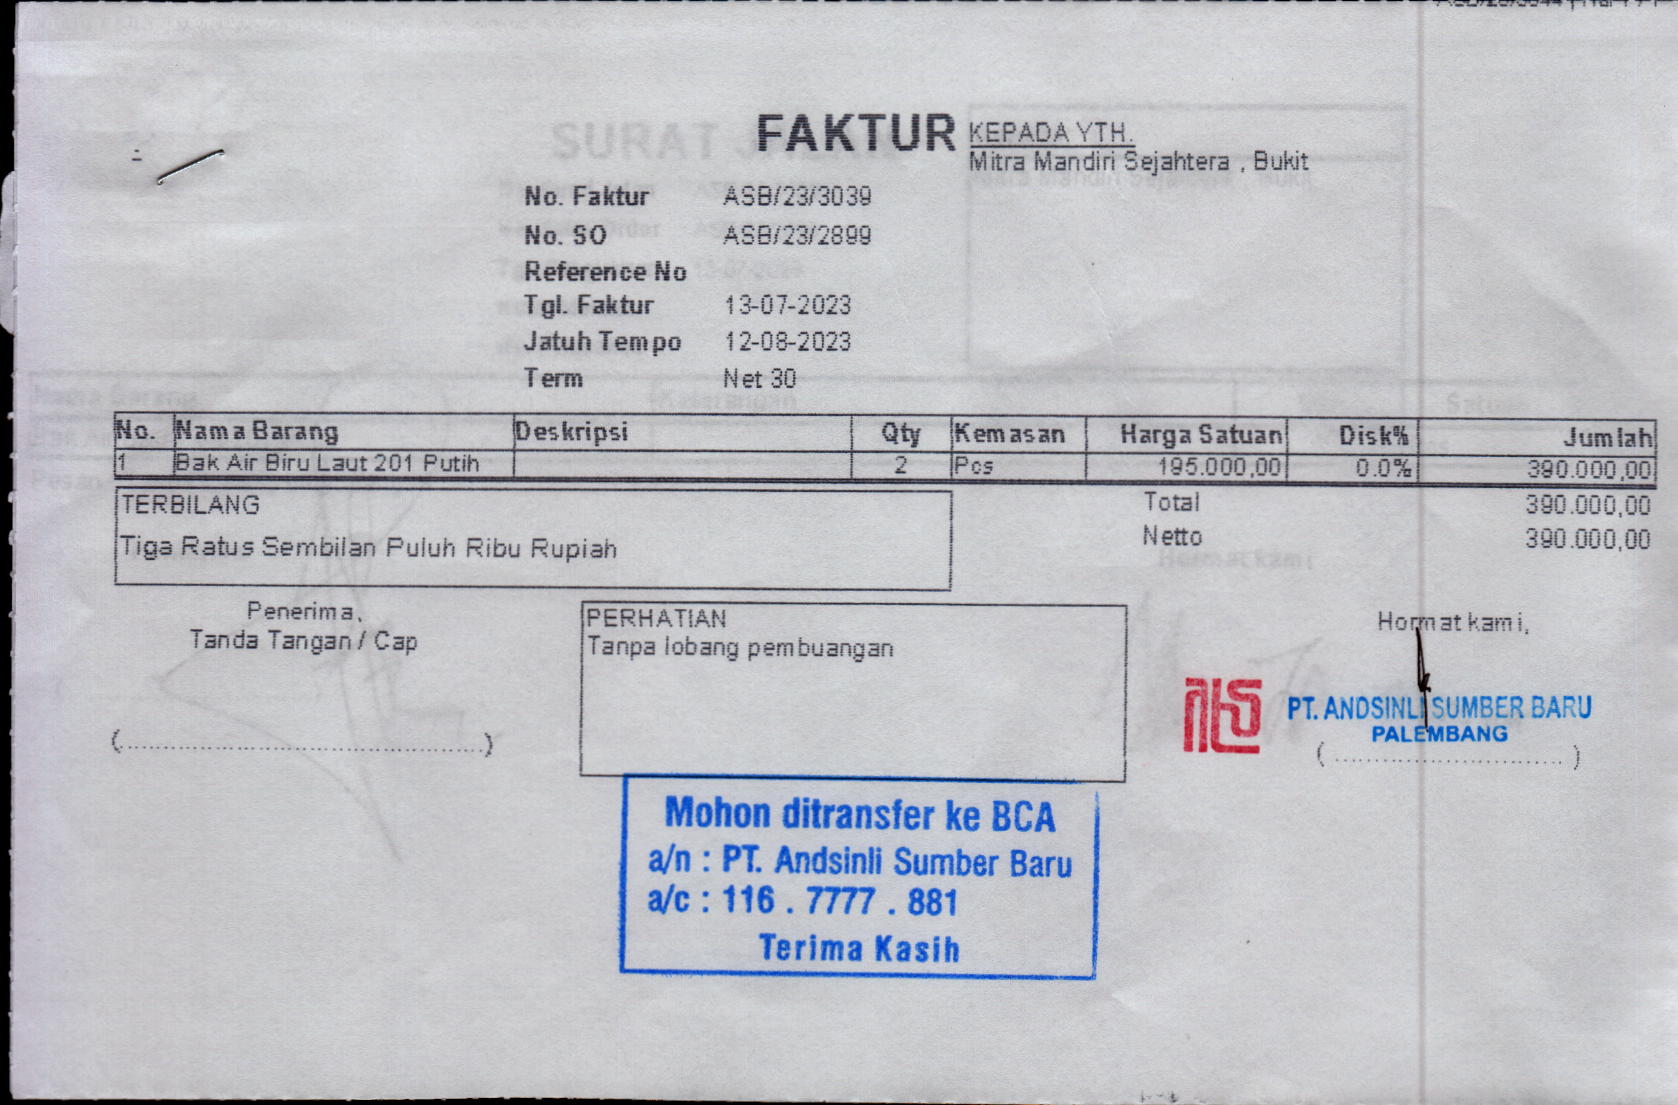 FAKTUR
KEPADA YTH.
Mitra Mandiri Sejahtera , Bukit
No. Faktur ASB/23/3039
No. SO ASB/23/2899
Reference No
Tgl. Faktur 13-07-2023
Jatuh Tempo 12-08-2023
Term Net 30
No. Nama Barang Deskripsi Qty Kemasan Harga Satuan Disk% Jumlah
1 Bak Air Biru Laut 201 Putih 2 Pcs 195.000,00 0.0% 390.000,00
TERBILANG
Tiga Ratus Sembilan Puluh Ribu Rupiah
Total 390.000,00
Netto 390.000,00
Penerima,
Tanda Tangan / Cap
(................................................)
PERHATIAN
Tanpa lobang pembuangan
Hormat kami,
PT. ANDSINLI SUMBER BARU
PALEMBANG
(..............................)
Mohon ditransfer ke BCA
a/n : PT. Andsinli Sumber Baru
a/c : 116 . 7777 . 881
Terima Kasih